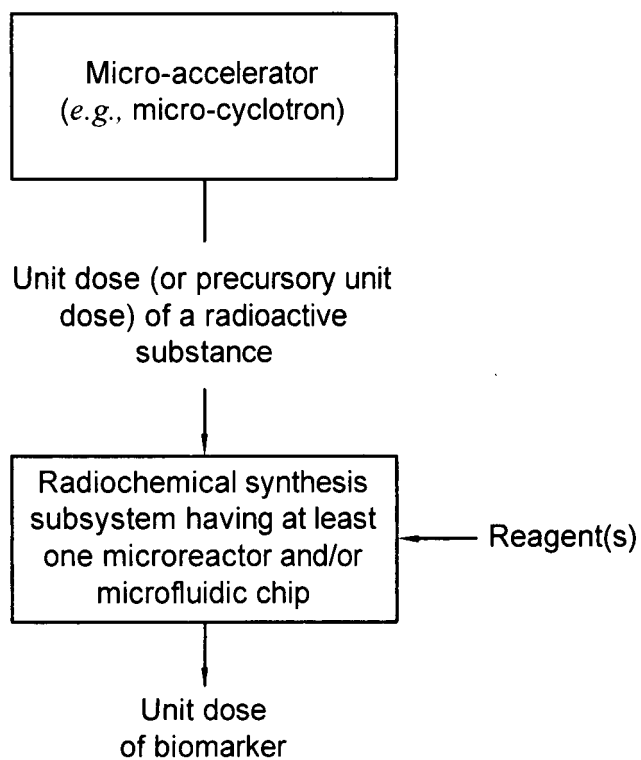 Micro-accelerator
(e.g., micro-cyclotron)
Unit dose (or precursory unit
dose) of a radioactive
substance
Radiochemical synthesis
subsystem having at least
one microreactor and/or
microfluidic chip
Reagent(s)
Unit dose
of biomarker